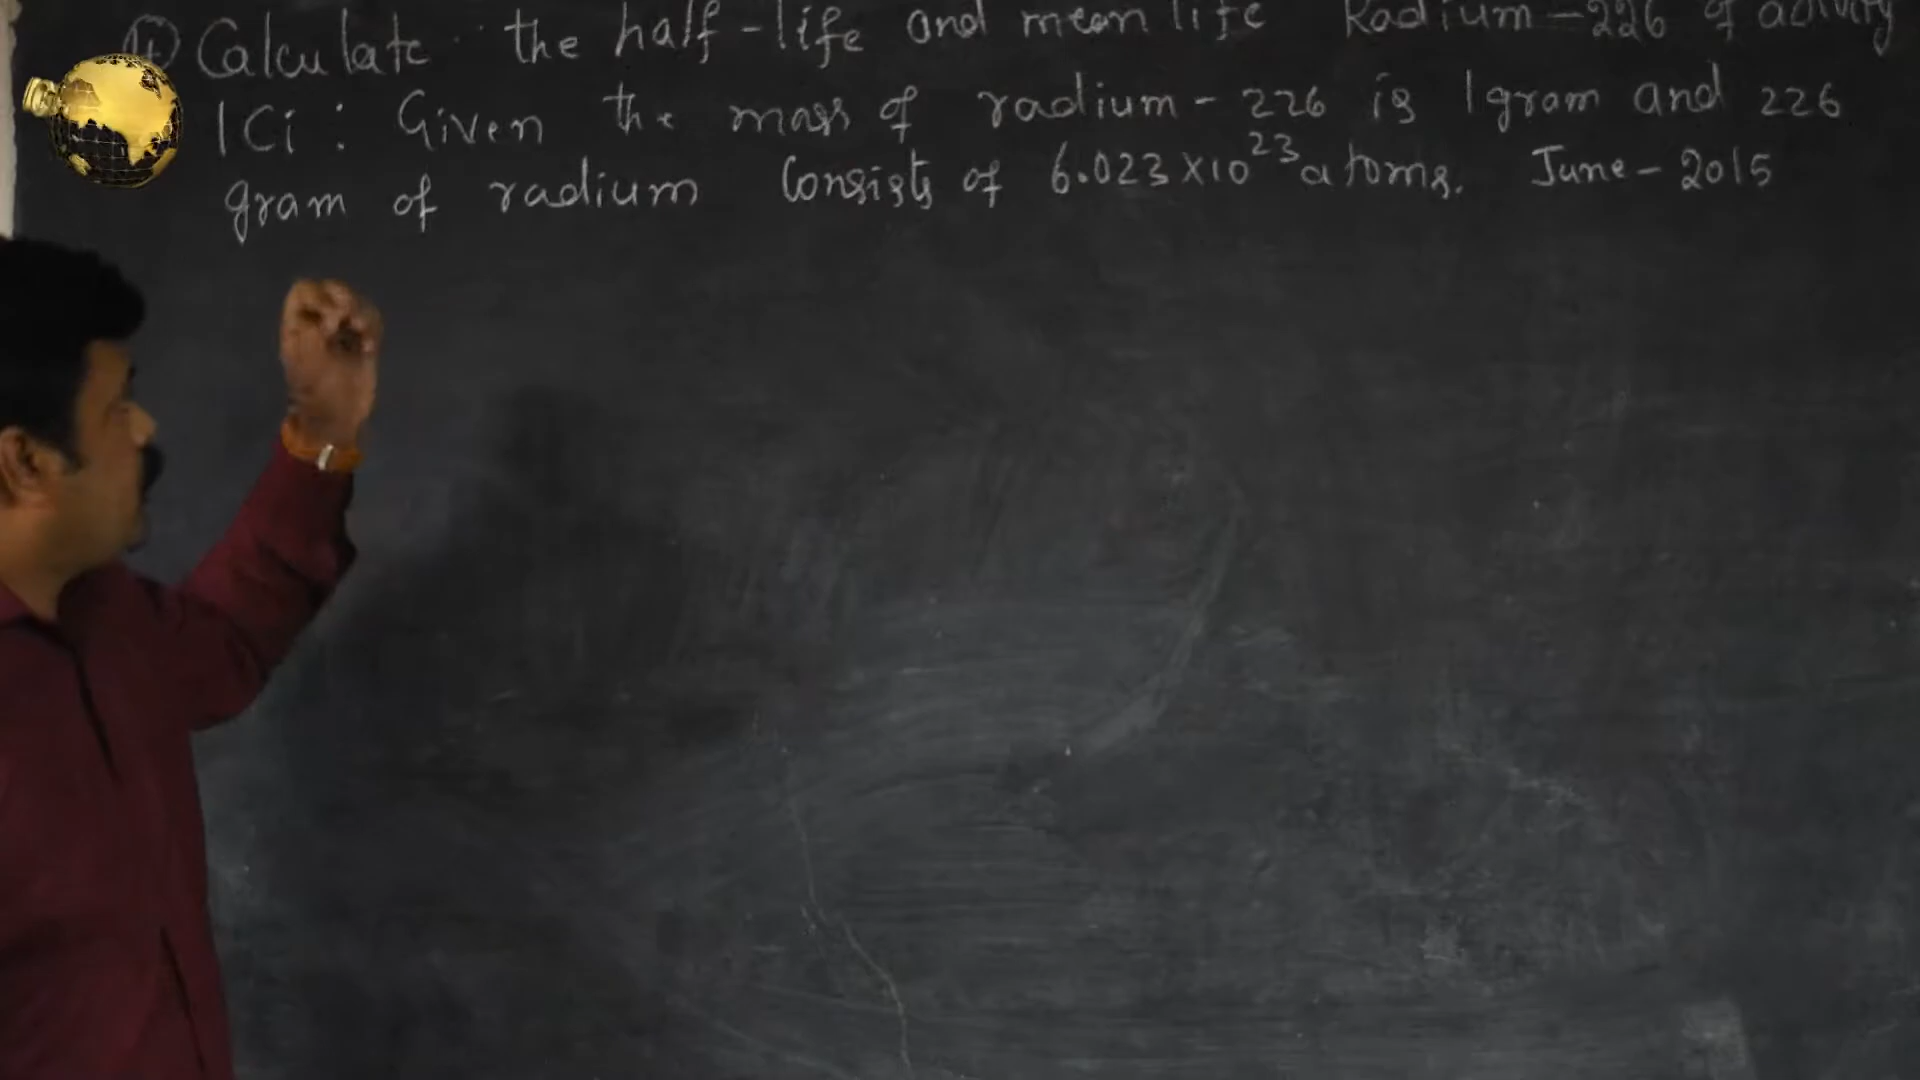 Calculate the half-life and mean life Radium-226 of activity
1Ci: Given the mass of radium-226 is 1gram and 226
gram of radium Consists of 6.023 x 10²³ atoms. June-2015